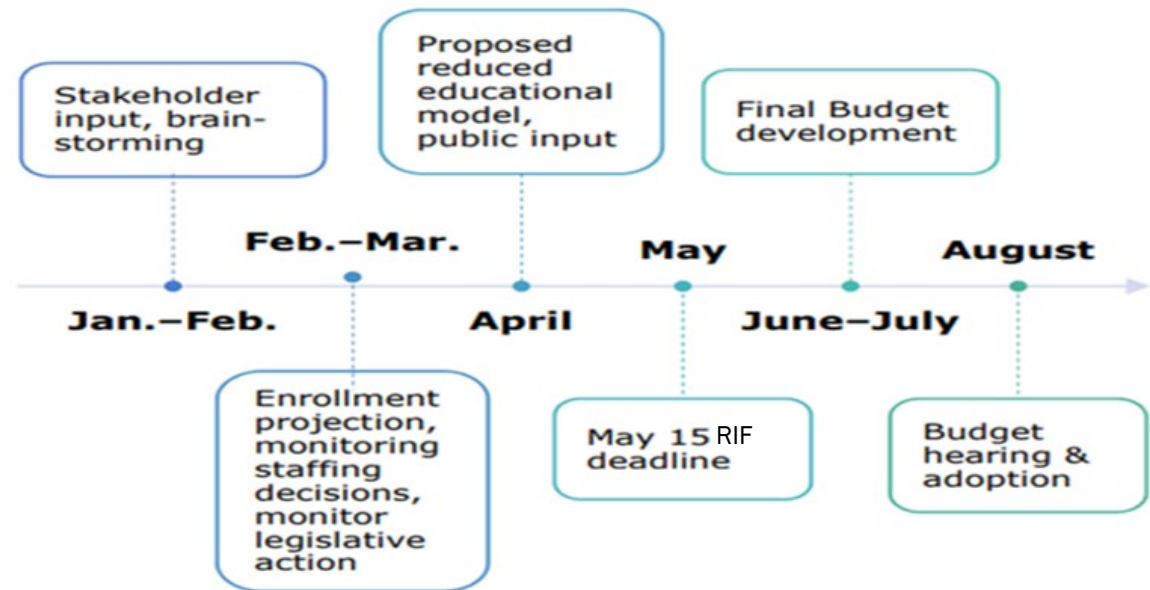 Stakeholder
input, brain-
storming
Jan.–Feb.
Feb.–Mar.
Enrollment
projection,
monitoring
staffing
decisions,
monitor
legislative
action
Proposed
reduced
educational
model,
public input
April
May
May 15 RIF
deadline
Final Budget
development
June–July
August
Budget
hearing &
adoption